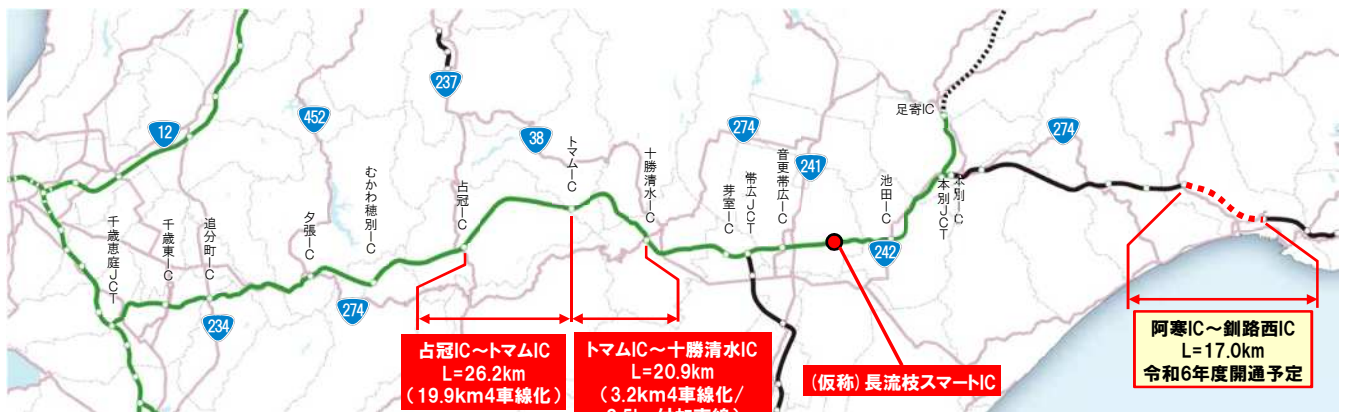 12
452
237
38
274
241
274
234
274
242
千歳恵庭JCT
千歳東IC
追分町IC
夕張IC
むかわ穂別IC
占冠IC
トマムIC
十勝清水IC
芽室IC
帯広JCT
音更帯広IC
池田IC
足寄IC
本別JCT
本別IC
占冠IC～トマムIC
L=26.2km
(19.9km4車線化)
トマムIC～十勝清水IC
L=20.9km
(3.2km4車線化/
(仮称)長流枝スマートIC
阿寒IC～釧路西IC
L=17.0km
令和6年度開通予定